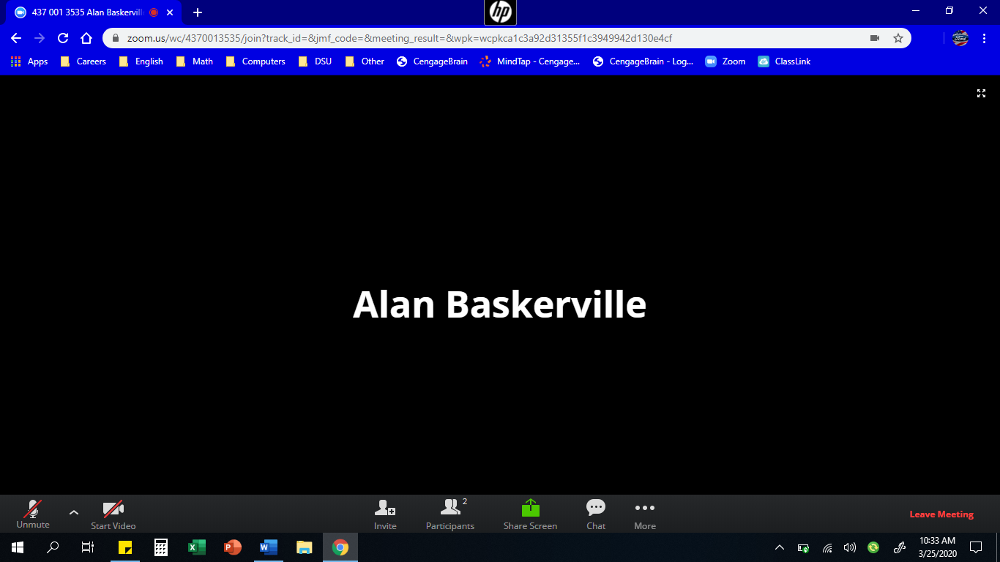 437 001 3535 Alan Baskervill
hp
zoom.us/wc/4370013535/join?track_id=&jmf_code=&meeting_result=&wpk=wcpkca1c3a92d31355f1c3949942d130e4cf
Apps Careers English Math Computers DSU Other CengageBrain MindTap - Cengage... CengageBrain - Log... Zoom ClassLink
Alan Baskerville
2
Unmute Start Video Invite Participants Share Screen Chat More Leave Meeting
10:33 AM
3/25/2020